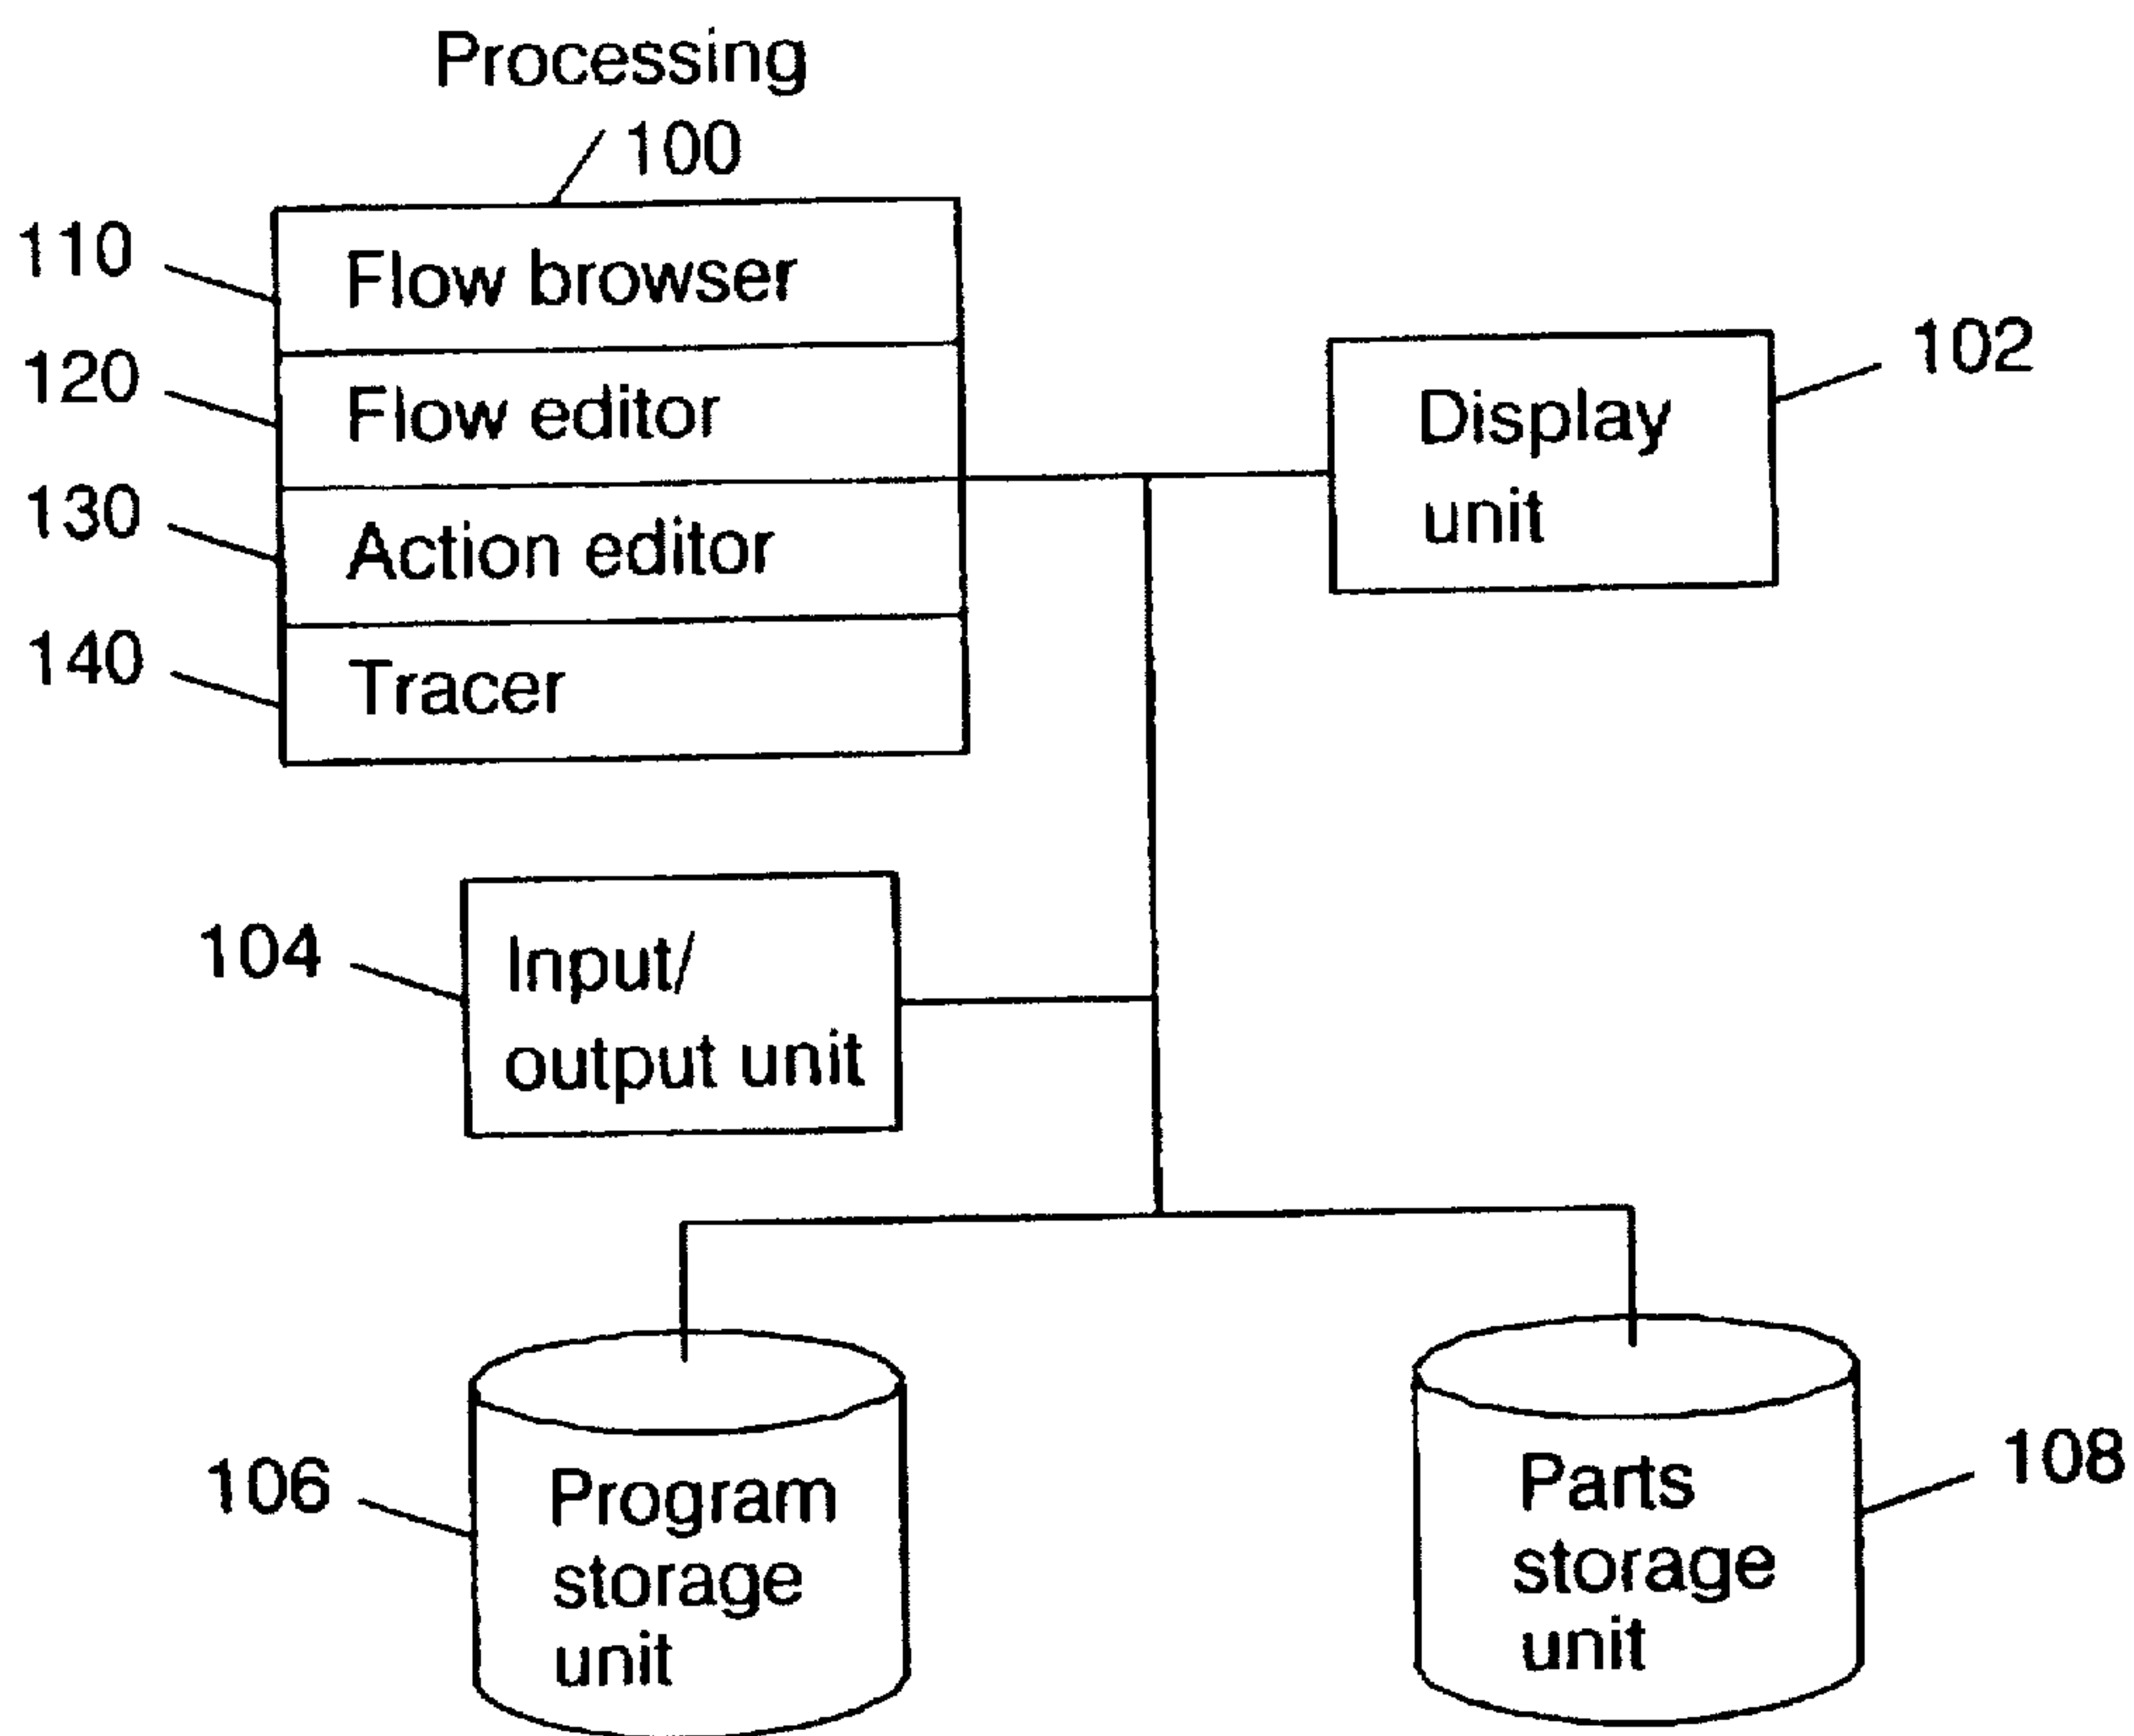 Processing
100
110
Flow browser
120
Flow editor
130
Action editor
140
Tracer
102
Display
unit
104
Input/
output unit
106
Program
storage
unit
108
Parts
storage
unit